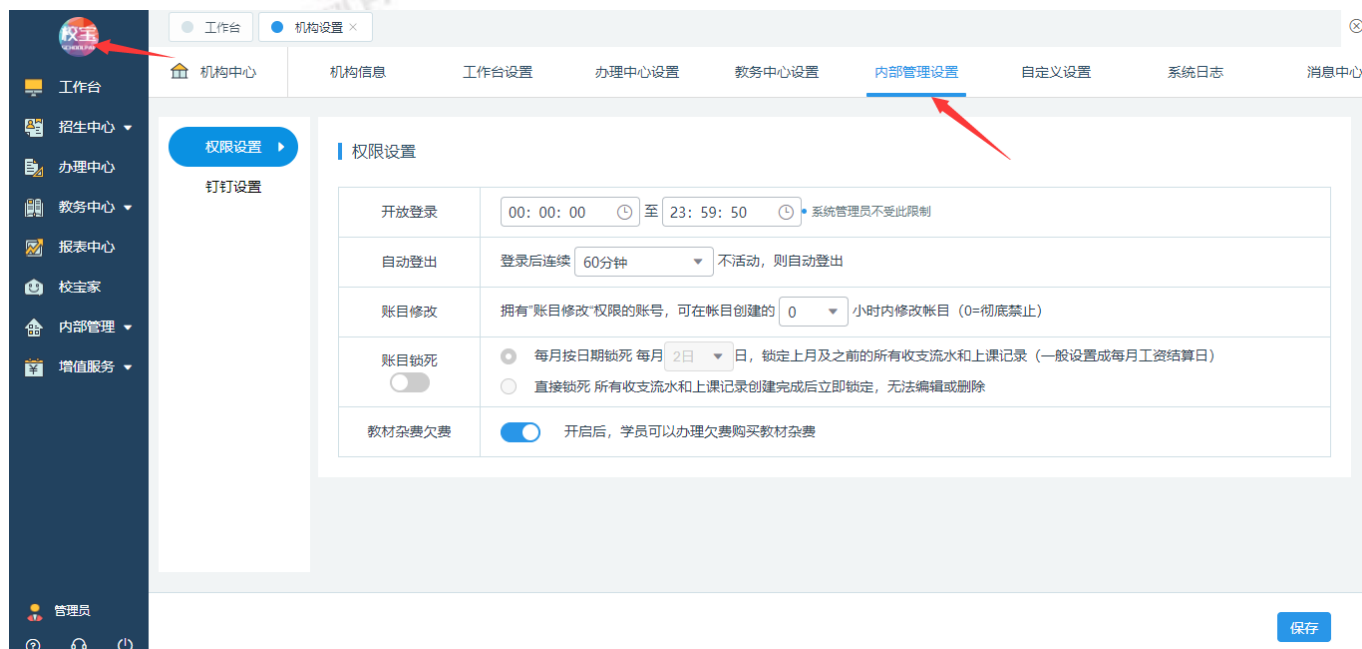 校宝
SCHOOLPAL
工作台
机构设置
工作台
招生中心
办理中心
教务中心
报表中心
校宝家
内部管理
增值服务
管理员
机构中心
机构信息
工作台设置
办理中心设置
教务中心设置
内部管理设置
自定义设置
系统日志
消息中心
权限设置
钉钉设置
权限设置
开放登录
00: 00: 00 至 23: 59: 50 系统管理员不受此限制
自动登出
登录后连续 60分钟 不活动，则自动登出
账目修改
拥有"账目修改"权限的账号，可在帐目创建的 0 小时内修改帐目（0=彻底禁止）
账目锁死
每月按日期锁死 每月 2日 日，锁定上月及之前的所有收支流水和上课记录（一般设置成每月工资结算日）
直接锁死 所有收支流水和上课记录创建完成后立即锁定，无法编辑或删除
教材杂费欠费
开启后，学员可以办理欠费购买教材杂费
保存